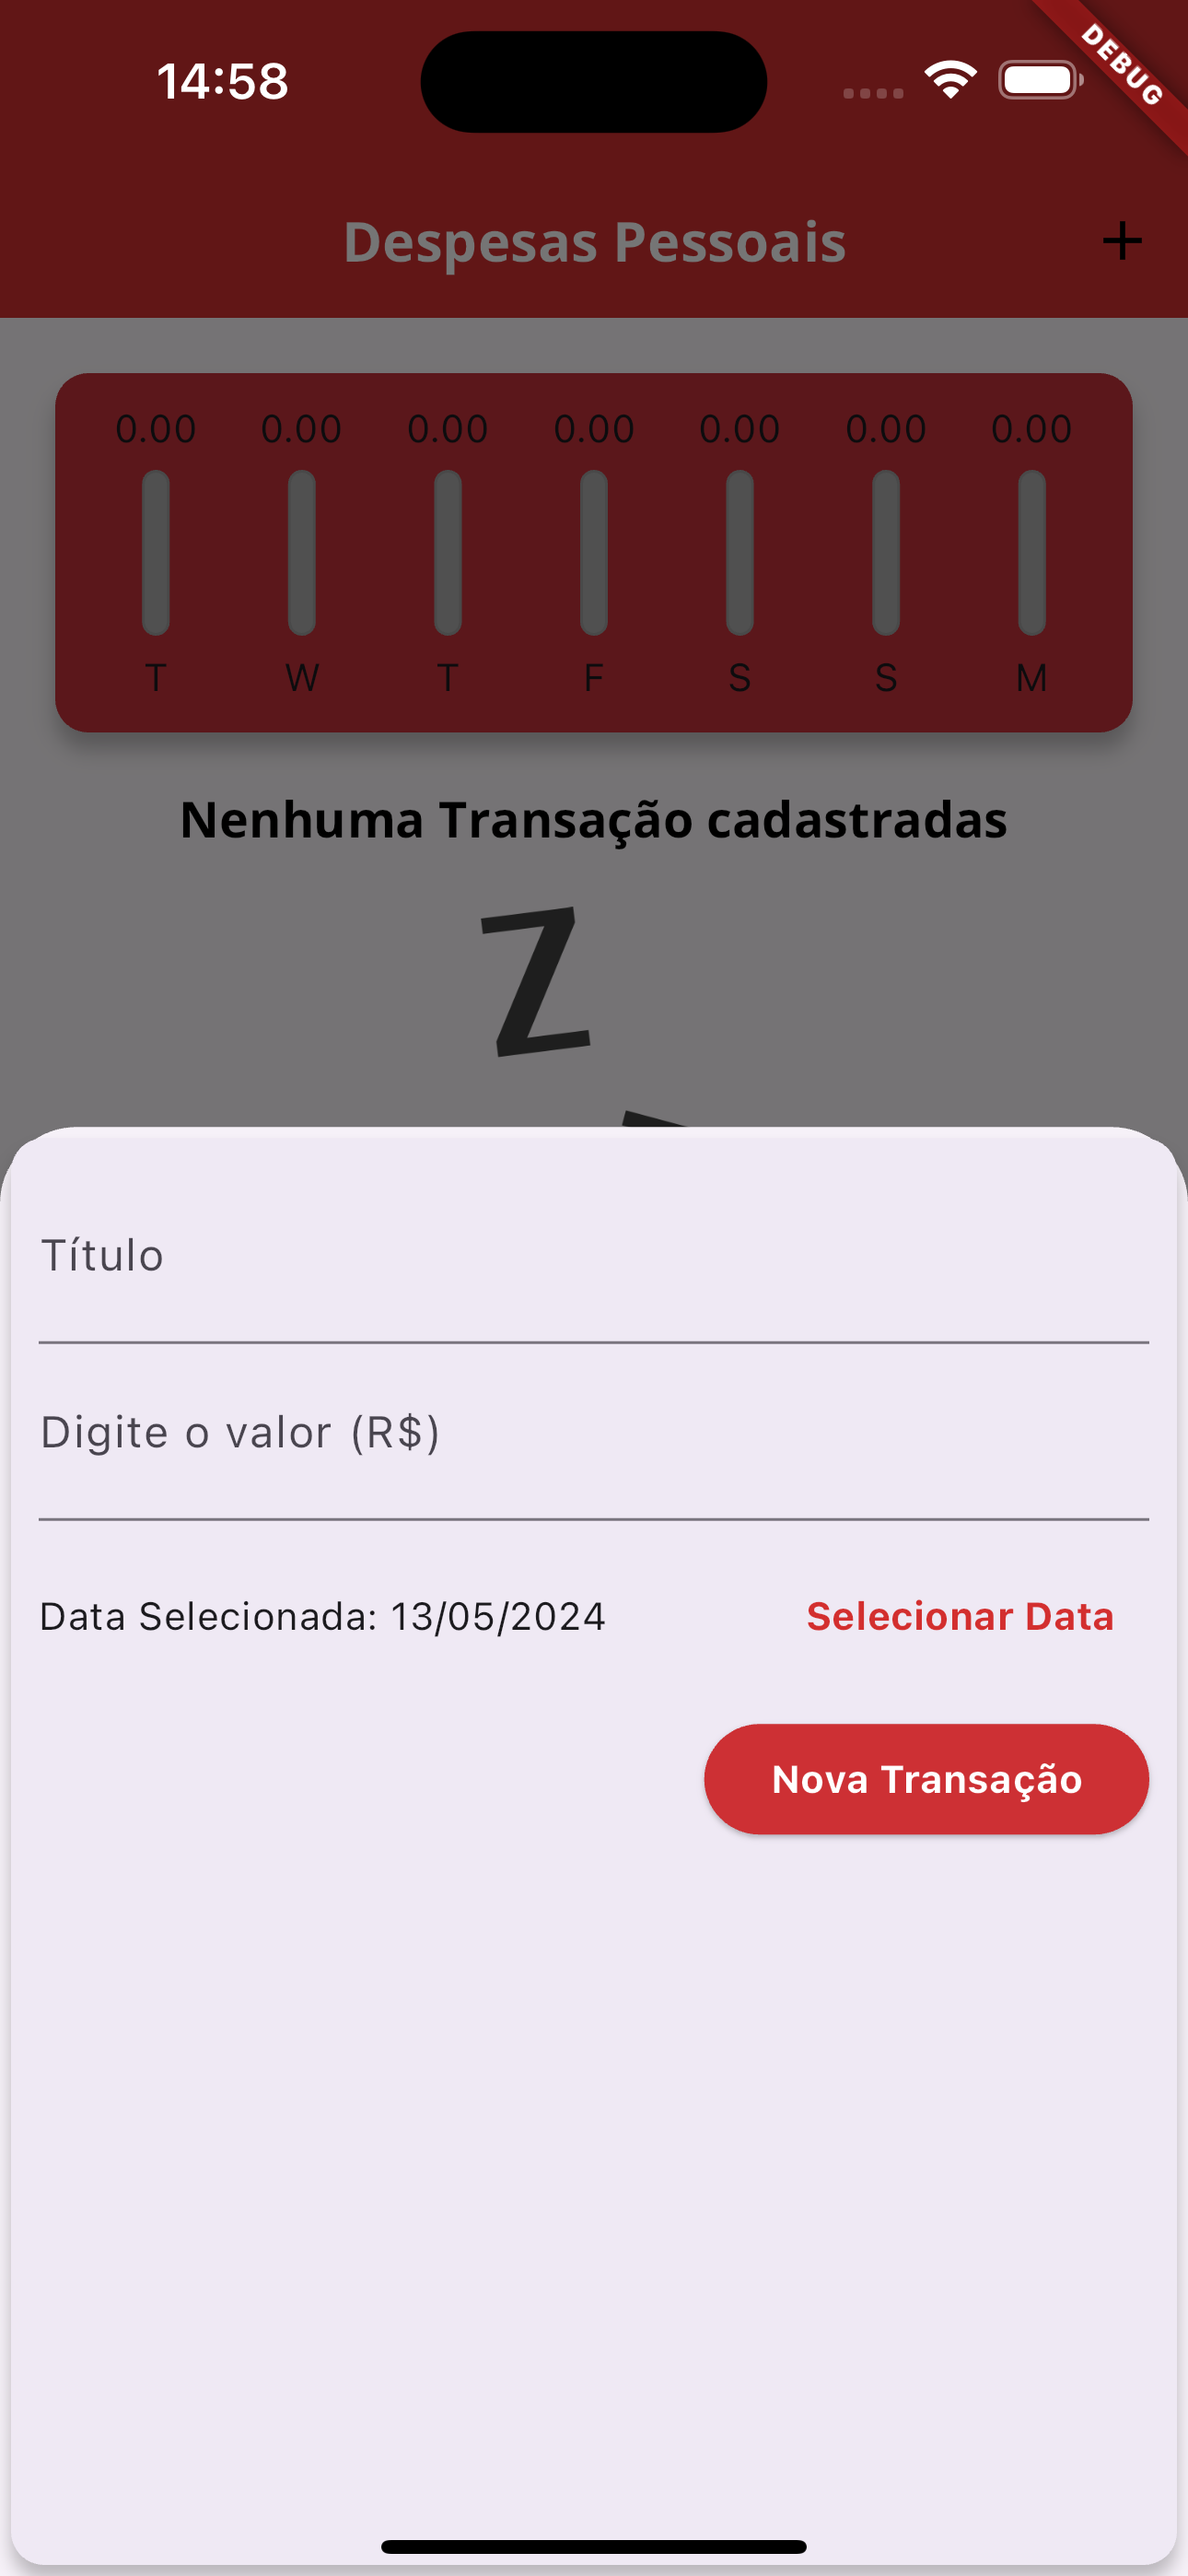 14:58
DEBUG
Despesas Pessoais +
0.00 0.00 0.00 0.00 0.00 0.00 0.00
T W T F S S M
Nenhuma Transação cadastradas
Z
Título
Digite o valor (R$)
Data Selecionada: 13/05/2024 Selecionar Data
Nova Transação